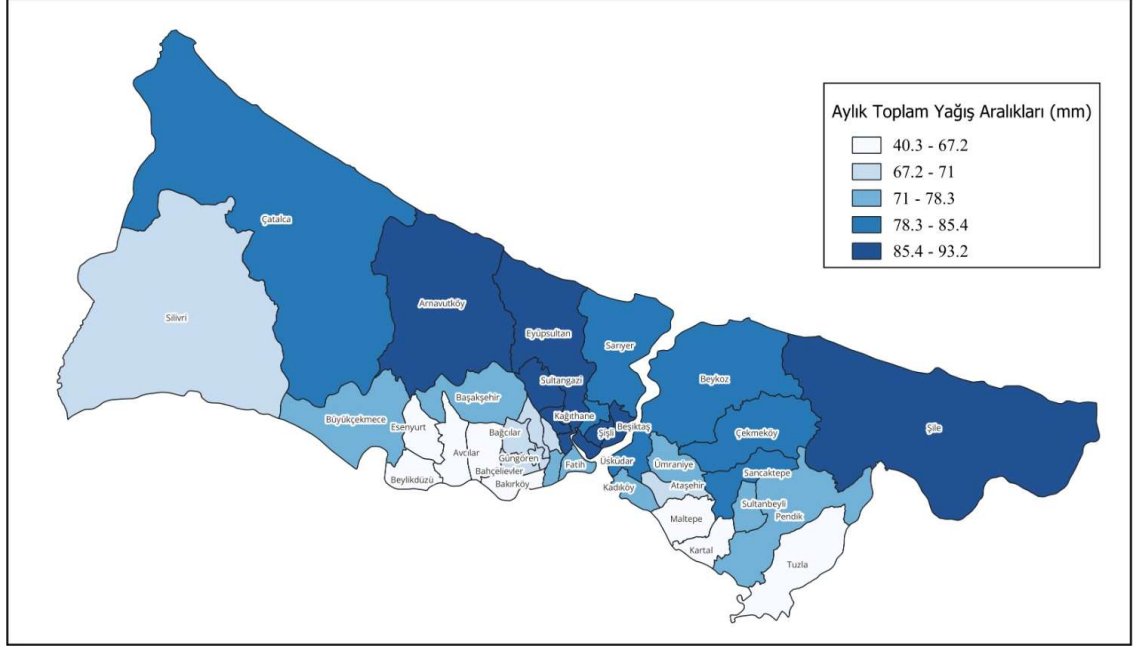 Aylık Toplam Yağış Aralıkları (mm)
40.3 - 67.2
67.2 - 71
71 - 78.3
78.3 - 85.4
85.4 - 93.2
Çatalca
Silivri
Arnavutköy
Eyüpsultan
Sarıyer
Sultangazi
Beykoz
Başakşehir
Büyükçekmece
Esenyurt
Kağıthane
Beşiktaş
Şişli
Çekmeköy
Şile
Bağcılar
Avcılar
Güngören
Fatih
Üsküdar
Ümraniye
Sancaktepe
Bahçelievler
Beylikdüzü
Bakırköy
Kadıköy
Ataşehir
Sultanbeyli
Pendik
Maltepe
Kartal
Tuzla